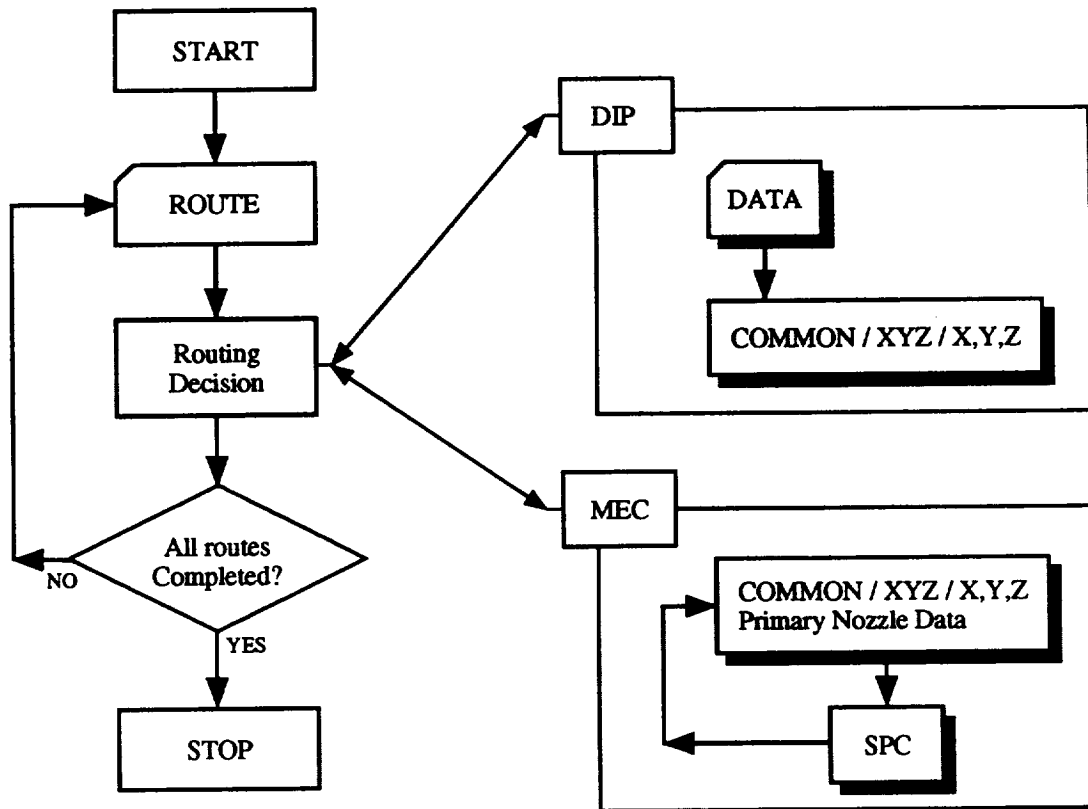 START
ROUTE
Routing
Decision
All routes
Completed?
NO
YES
STOP
DIP
DATA
COMMON / XYZ / X,Y,Z
MEC
COMMON / XYZ / X,Y,Z
Primary Nozzle Data
SPC